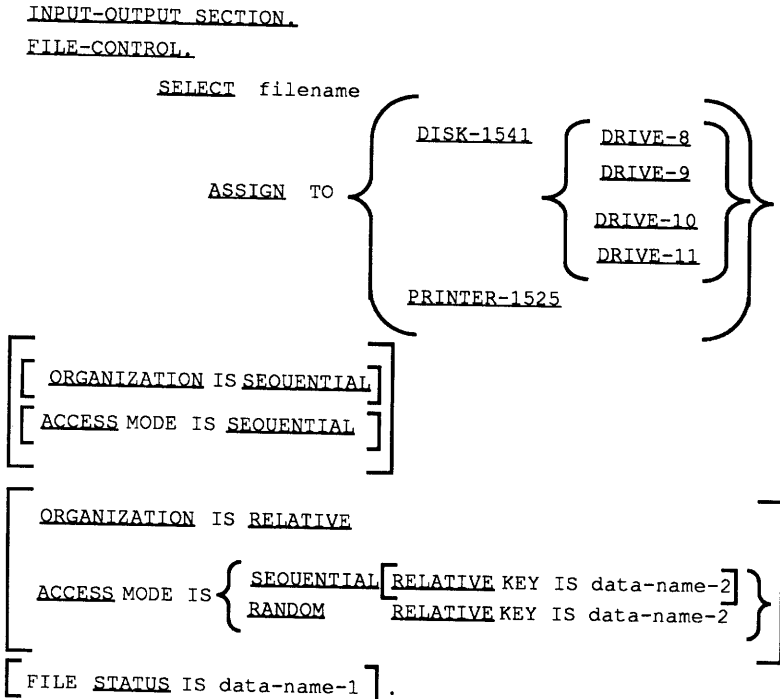 INPUT-OUTPUT SECTION.
FILE-CONTROL.
SELECT filename
DISK-1541 DRIVE-8
DRIVE-9
ASSIGN TO
DRIVE-10
DRIVE-11
PRINTER-1525
[ ORGANIZATION IS SEQUENTIAL ]
[ ACCESS MODE IS SEQUENTIAL ]
ORGANIZATION IS RELATIVE
ACCESS MODE IS { SEQUENTIAL [ RELATIVE KEY IS data-name-2 ]
RANDOM RELATIVE KEY IS data-name-2 }
[ FILE STATUS IS data-name-1 ] .